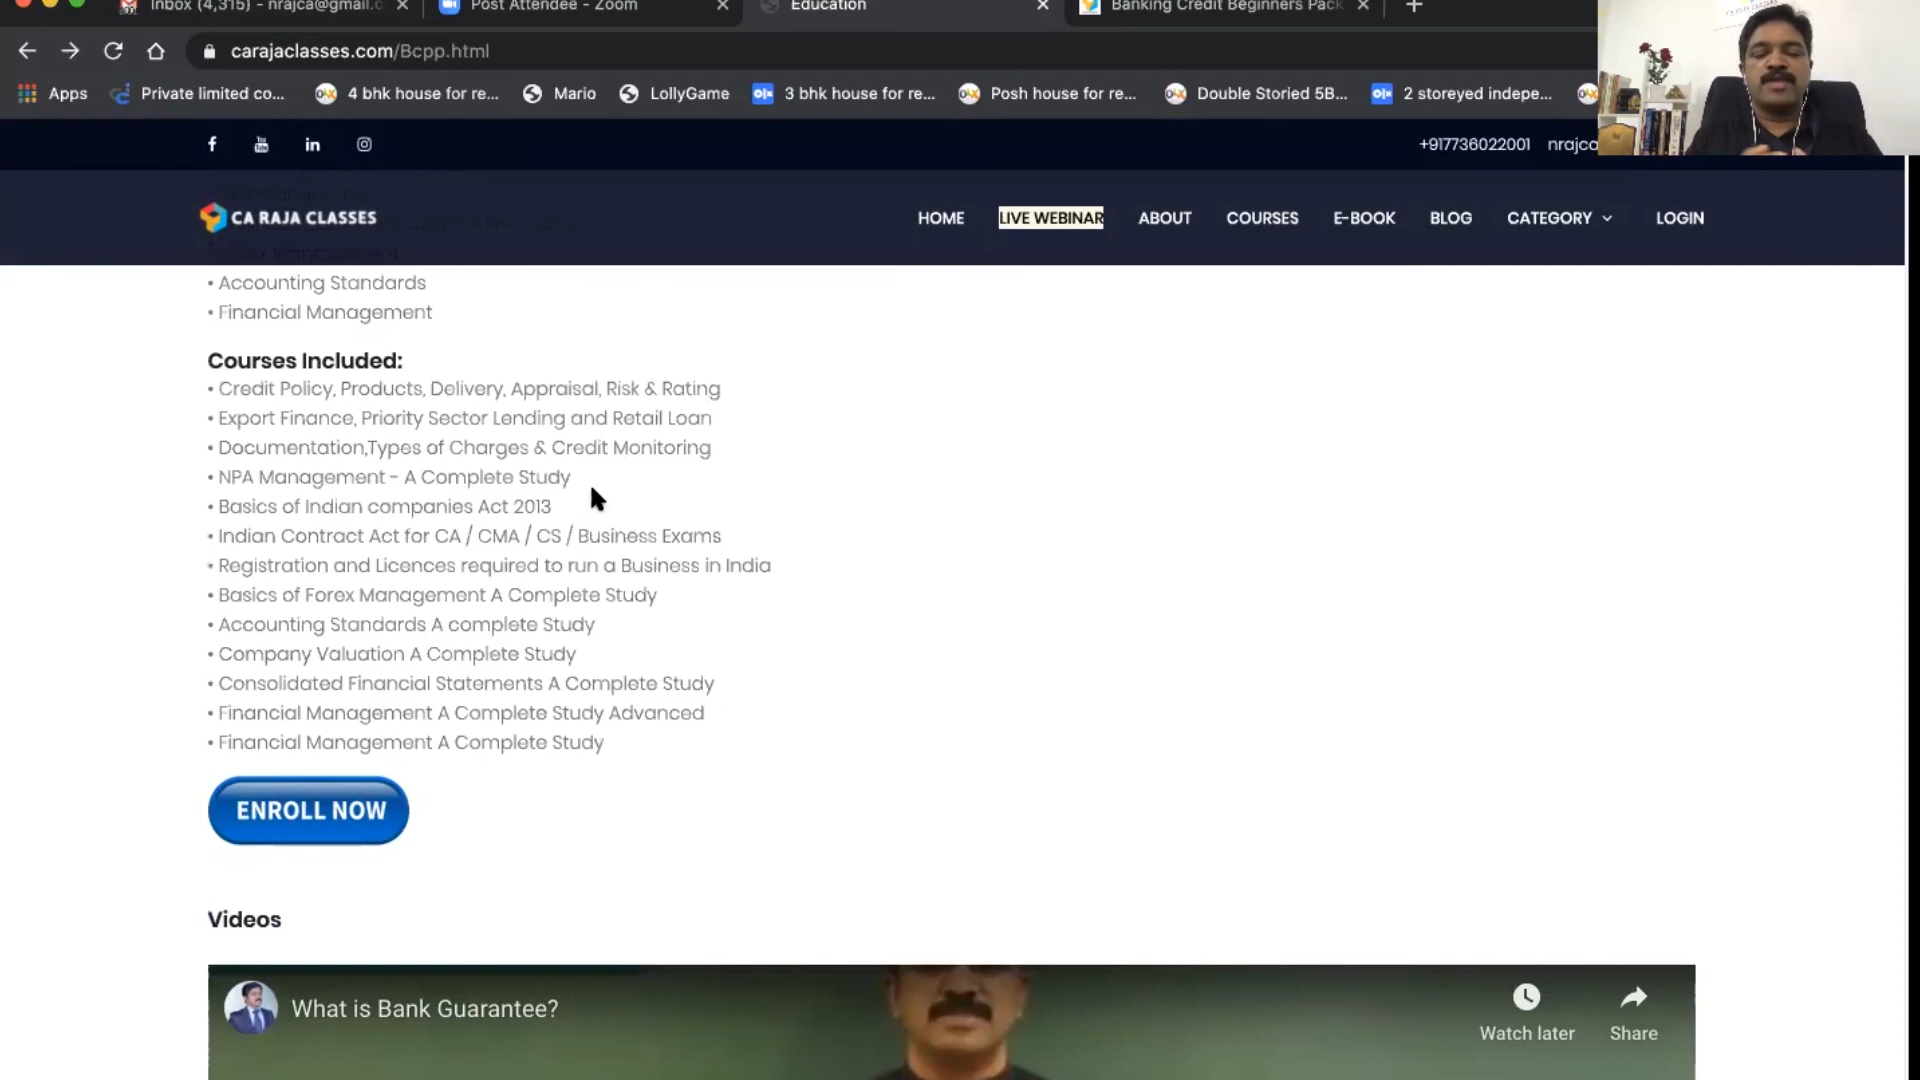 Inbox (4,315) - nrajca@gmail.c
Post Attendee - Zoom
Education
Banking Credit Beginners Pack
carajaclasses.com/Bcpp.html
Apps
Private limited co...
4 bhk house for re...
Mario
LollyGame
3 bhk house for re...
Posh house for re...
Double Storied 5B...
2 storeyed indepe...
+917736022001 nrajca
CA RAJA CLASSES
HOME
LIVE WEBINAR
ABOUT
COURSES
E-BOOK
BLOG
CATEGORY
LOGIN
• Accounting Standards
• Financial Management
Courses Included:
• Credit Policy, Products, Delivery, Appraisal, Risk & Rating
• Export Finance, Priority Sector Lending and Retail Loan
• Documentation,Types of Charges & Credit Monitoring
• NPA Management - A Complete Study
• Basics of Indian companies Act 2013
• Indian Contract Act for CA / CMA / CS / Business Exams
• Registration and Licences required to run a Business in India
• Basics of Forex Management A Complete Study
• Accounting Standards A complete Study
• Company Valuation A Complete Study
• Consolidated Financial Statements A Complete Study
• Financial Management A Complete Study Advanced
• Financial Management A Complete Study
ENROLL NOW
Videos
What is Bank Guarantee?
Watch later
Share